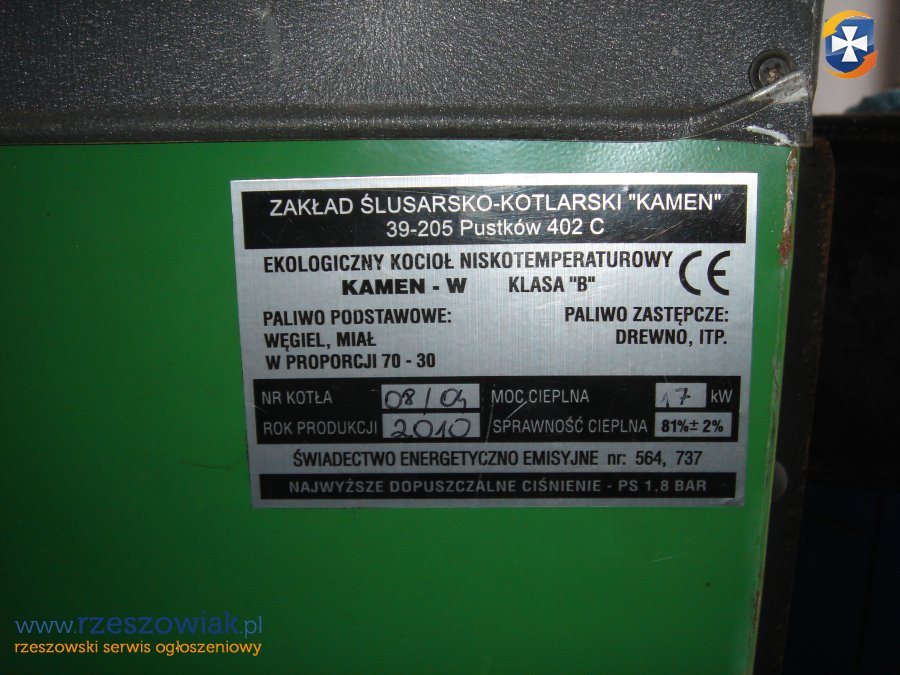 ZAKŁAD ŚLUSARSKO-KOTLARSKI "KAMEN"
39-205 Pustków 402 C
EKOLOGICZNY KOCIOŁ NISKOTEMPERATUROWY CE
KAMEN - W KLASA "B"
PALIWO PODSTAWOWE:
WĘGIEL, MIAŁ
W PROPORCJI 70 - 30
PALIWO ZASTĘPCZE:
DREWNO, ITP.
NR KOTŁA 08/04 MOC CIEPLNA 17 kW
ROK PRODUKCJI 2010 SPRAWNOŚĆ CIEPLNA 81%± 2%
ŚWIADECTWO ENERGETYCZNO EMISYJNE nr: 564, 737
NAJWYŻSZE DOPUSZCZALNE CIŚNIENIE - PS 1,8 BAR
www.rzeszowiak.pl
rzeszowski serwis ogłoszeniowy